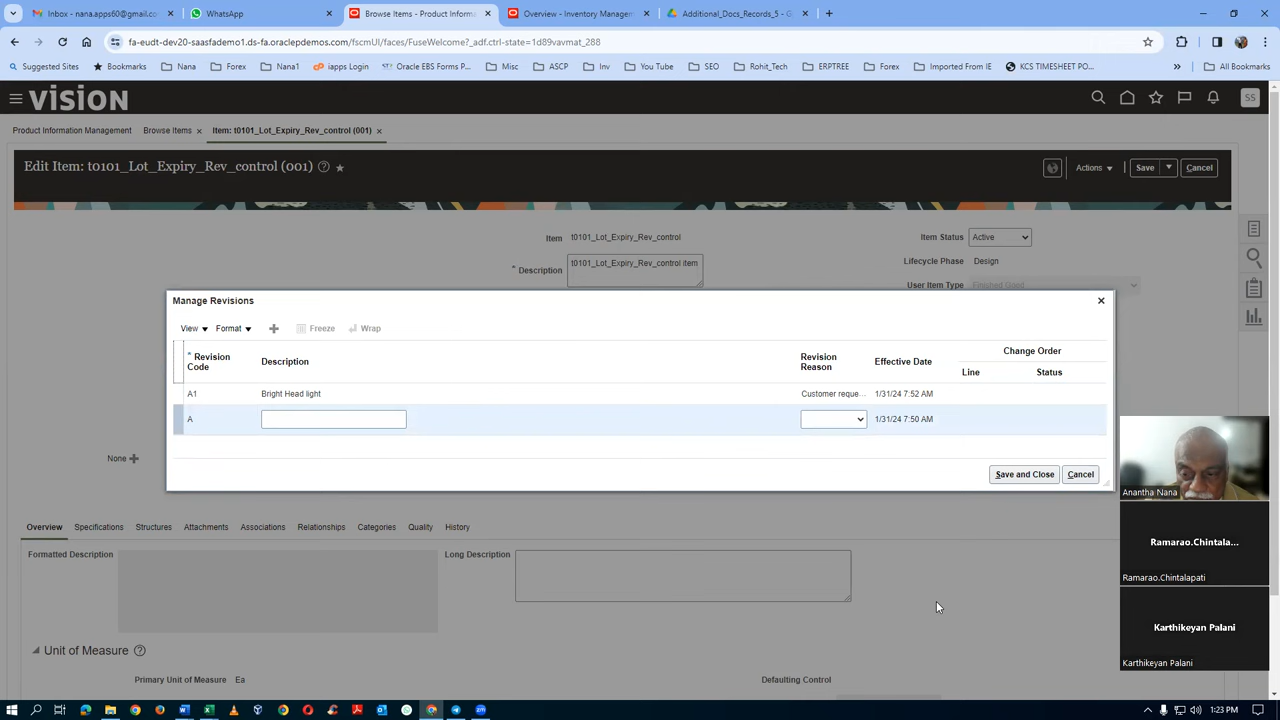 Inbox - nana.apps60@gmail.co
WhatsApp
Browse Items - Product Informa
Overview - Inventory Managem
Additional_Docs_Records_5 - G
fa-eudt-dev20-saasfademo1.ds-fa.oraclepdemos.com/fscmUI/faces/FuseWelcome?_adf.ctrl-state=1d89vavmat_288
Suggested Sites
Bookmarks
Nana
Forex
Nana1
iapps Login
Oracle EBS Forms P...
Misc
ASCP
Inv
You Tube
SEO
Rohit_Tech
ERPTREE
Forex
Imported From IE
KCS TIMESHEET PO...
All Bookmarks
VISION
SS
Product Information Management
Browse Items
Item: t0101_Lot_Expiry_Rev_control (001)
Edit Item: t0101_Lot_Expiry_Rev_control (001)
Actions
Save
Cancel
Item t0101_Lot_Expiry_Rev_control
Item Status Active
* Description t0101_Lot_Expiry_Rev_control item
Lifecycle Phase Design
User Item Type Finished Good
Manage Revisions
View
Format
Freeze
Wrap
* Revision Code
Description
Revision Reason
Effective Date
Change Order
Line
Status
A1 Bright Head light Customer reque... 1/31/24 7:52 AM
A 1/31/24 7:50 AM
None
Save and Close
Cancel
Anantha Nana
Ramarao.Chintala...
Ramarao.Chintalapati
Karthikeyan Palani
Karthikeyan Palani
Overview
Specifications
Structures
Attachments
Associations
Relationships
Categories
Quality
History
Formatted Description
Long Description
Unit of Measure
Primary Unit of Measure Ea
Defaulting Control
1:23 PM